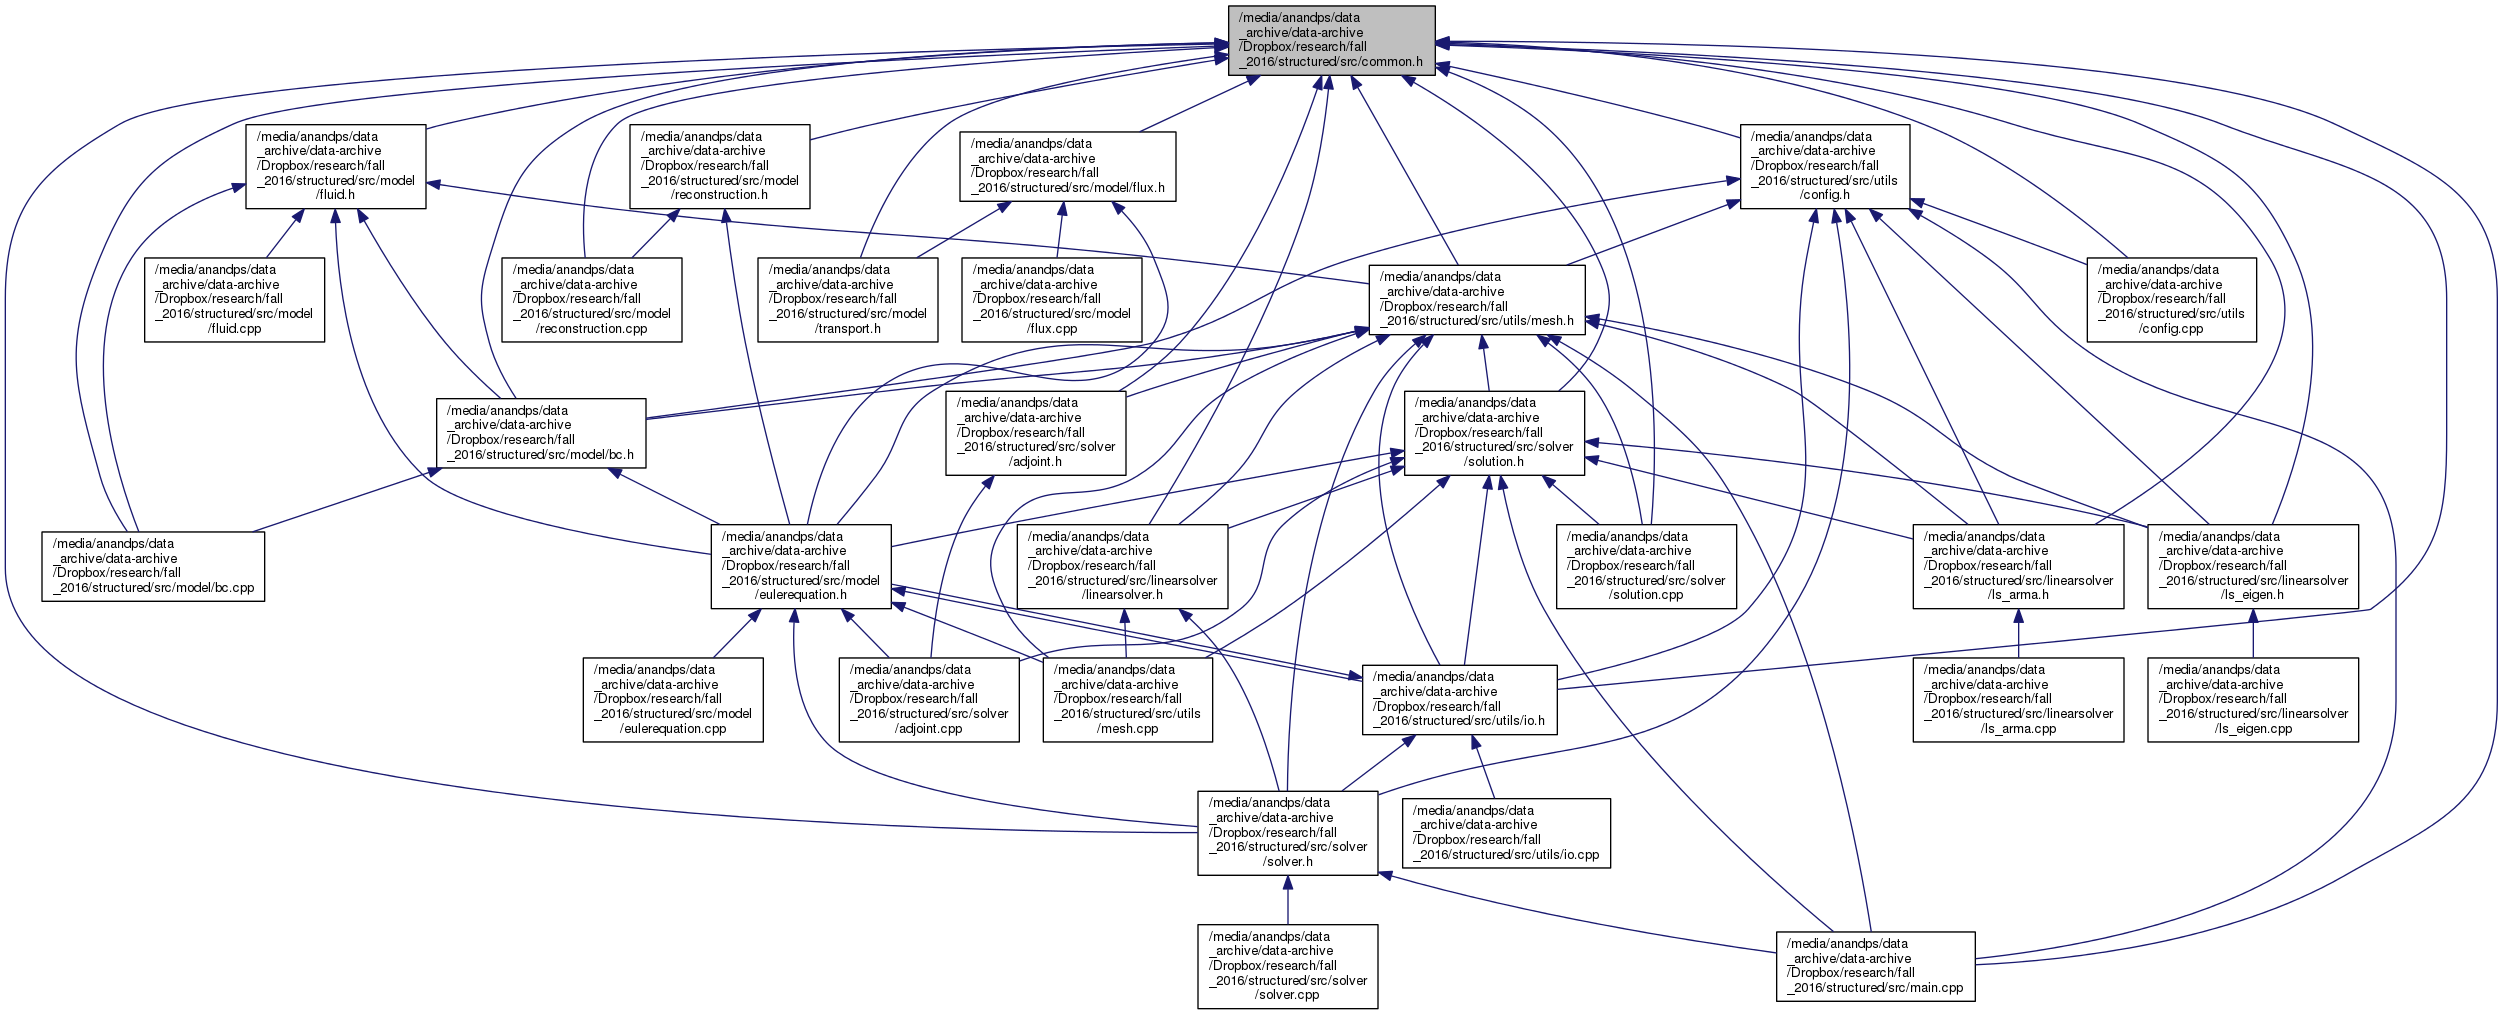 /media/anandps/data
_archive/data-archive
/Dropbox/research/fall
_2016/structured/src/common.h
/media/anandps/data
_archive/data-archive
/Dropbox/research/fall
_2016/structured/src/model
/fluid.h
/media/anandps/data
_archive/data-archive
/Dropbox/research/fall
_2016/structured/src/model
/reconstruction.h
/media/anandps/data
_archive/data-archive
/Dropbox/research/fall
_2016/structured/src/model/flux.h
/media/anandps/data
_archive/data-archive
/Dropbox/research/fall
_2016/structured/src/utils
/config.h
/media/anandps/data
_archive/data-archive
/Dropbox/research/fall
_2016/structured/src/model
/fluid.cpp
/media/anandps/data
_archive/data-archive
/Dropbox/research/fall
_2016/structured/src/model
/reconstruction.cpp
/media/anandps/data
_archive/data-archive
/Dropbox/research/fall
_2016/structured/src/model
/transport.h
/media/anandps/data
_archive/data-archive
/Dropbox/research/fall
_2016/structured/src/model
/flux.cpp
/media/anandps/data
_archive/data-archive
/Dropbox/research/fall
_2016/structured/src/utils/mesh.h
/media/anandps/data
_archive/data-archive
/Dropbox/research/fall
_2016/structured/src/utils
/config.cpp
/media/anandps/data
_archive/data-archive
/Dropbox/research/fall
_2016/structured/src/model/bc.h
/media/anandps/data
_archive/data-archive
/Dropbox/research/fall
_2016/structured/src/solver
/adjoint.h
/media/anandps/data
_archive/data-archive
/Dropbox/research/fall
_2016/structured/src/solver
/solution.h
/media/anandps/data
_archive/data-archive
/Dropbox/research/fall
_2016/structured/src/model/bc.cpp
/media/anandps/data
_archive/data-archive
/Dropbox/research/fall
_2016/structured/src/model
/eulerequation.h
/media/anandps/data
_archive/data-archive
/Dropbox/research/fall
_2016/structured/src/linearsolver
/linearsolver.h
/media/anandps/data
_archive/data-archive
/Dropbox/research/fall
_2016/structured/src/solver
/solution.cpp
/media/anandps/data
_archive/data-archive
/Dropbox/research/fall
_2016/structured/src/linearsolver
/ls_arma.h
/media/anandps/data
_archive/data-archive
/Dropbox/research/fall
_2016/structured/src/linearsolver
/ls_eigen.h
/media/anandps/data
_archive/data-archive
/Dropbox/research/fall
_2016/structured/src/model
/eulerequation.cpp
/media/anandps/data
_archive/data-archive
/Dropbox/research/fall
_2016/structured/src/solver
/adjoint.cpp
/media/anandps/data
_archive/data-archive
/Dropbox/research/fall
_2016/structured/src/utils
/mesh.cpp
/media/anandps/data
_archive/data-archive
/Dropbox/research/fall
_2016/structured/src/utils/io.h
/media/anandps/data
_archive/data-archive
/Dropbox/research/fall
_2016/structured/src/linearsolver
/ls_arma.cpp
/media/anandps/data
_archive/data-archive
/Dropbox/research/fall
_2016/structured/src/linearsolver
/ls_eigen.cpp
/media/anandps/data
_archive/data-archive
/Dropbox/research/fall
_2016/structured/src/solver
/solver.h
/media/anandps/data
_archive/data-archive
/Dropbox/research/fall
_2016/structured/src/utils/io.cpp
/media/anandps/data
_archive/data-archive
/Dropbox/research/fall
_2016/structured/src/solver
/solver.cpp
/media/anandps/data
_archive/data-archive
/Dropbox/research/fall
_2016/structured/src/main.cpp